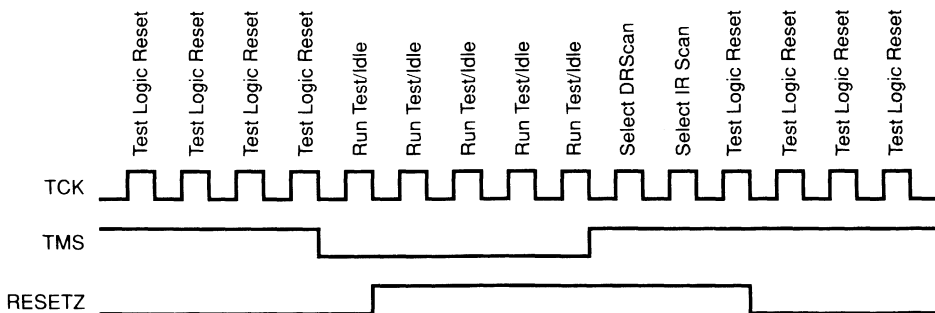 Test Logic Reset
Test Logic Reset
Test Logic Reset
Test Logic Reset
Run Test/Idle
Run Test/Idle
Run Test/Idle
Run Test/Idle
Run Test/Idle
Select DRScan
Select IR Scan
Test Logic Reset
Test Logic Reset
Test Logic Reset
Test Logic Reset
TCK
TMS
RESETZ